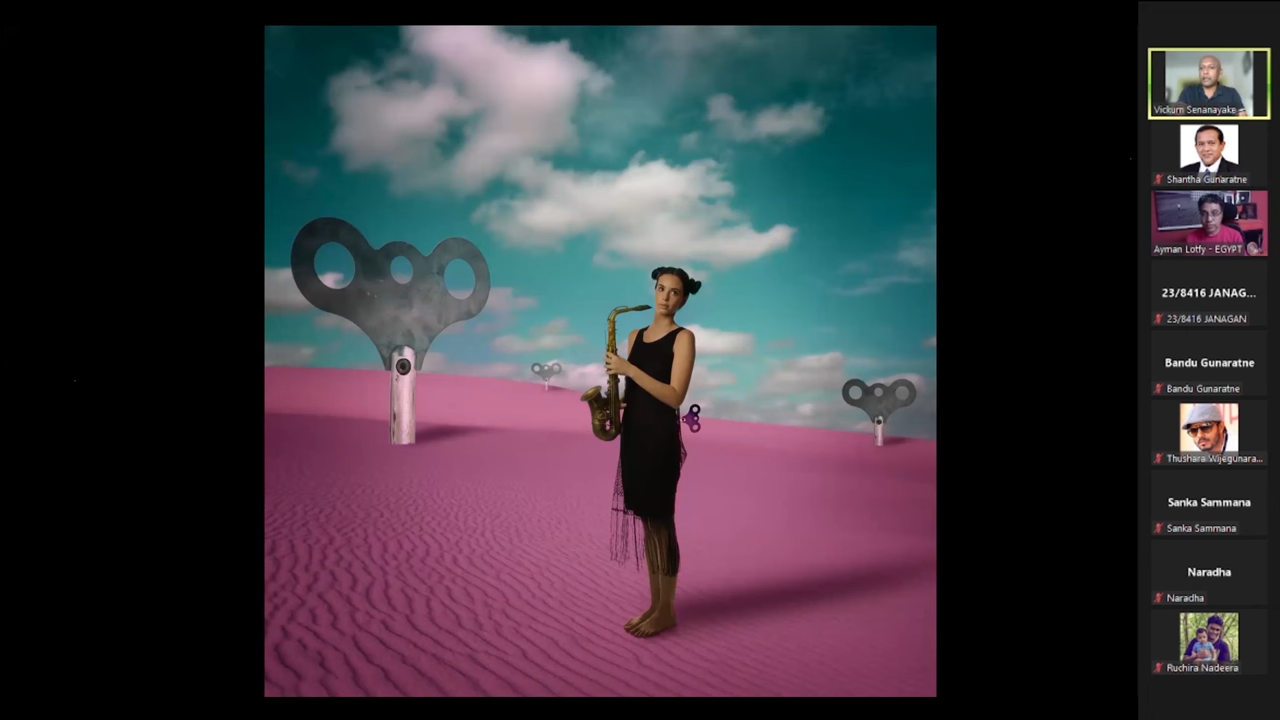 Vickum Senanayake
Shantha Gunaratne
Ayman Lotfy - EGYPT
23/8416 JANAG...
23/8416 JANAGAN
Bandu Gunaratne
Bandu Gunaratne
Thushara Wijegunara...
Sanka Sammana
Sanka Sammana
Naradha
Naradha
Ruchira Nadeera